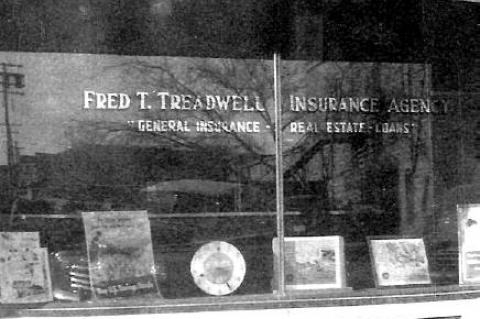 FRED T. TREADWELL INSURANCE AGENCY
"GENERAL INSURANCE - REAL ESTATE - LOANS"